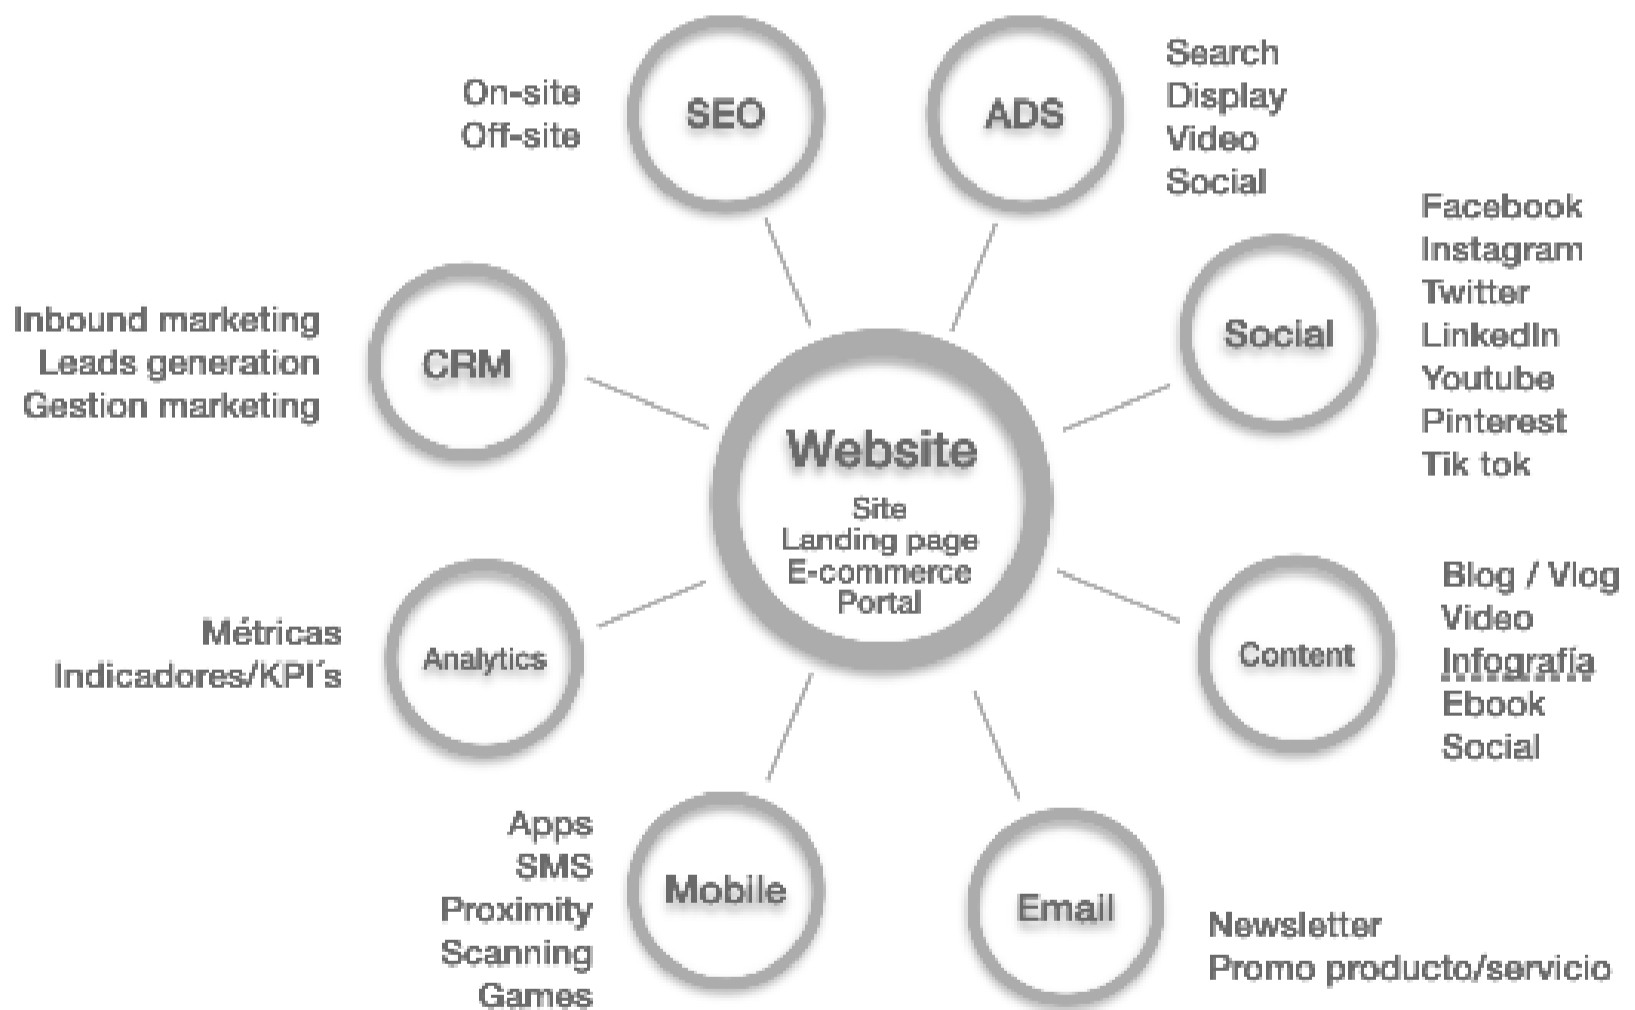 SEO
On-site
Off-site
ADS
Search
Display
Video
Social
Social
Facebook
Instagram
Twitter
LinkedIn
Youtube
Pinterest
Tik tok
CRM
Inbound marketing
Leads generation
Gestion marketing
Website
Site
Landing page
E-commerce
Portal
Analytics
Métricas
Indicadores/KPI´s
Content
Blog / Vlog
Video
Infografía
Ebook
Social
Mobile
Apps
SMS
Proximity
Scanning
Games
Email
Newsletter
Promo producto/servicio